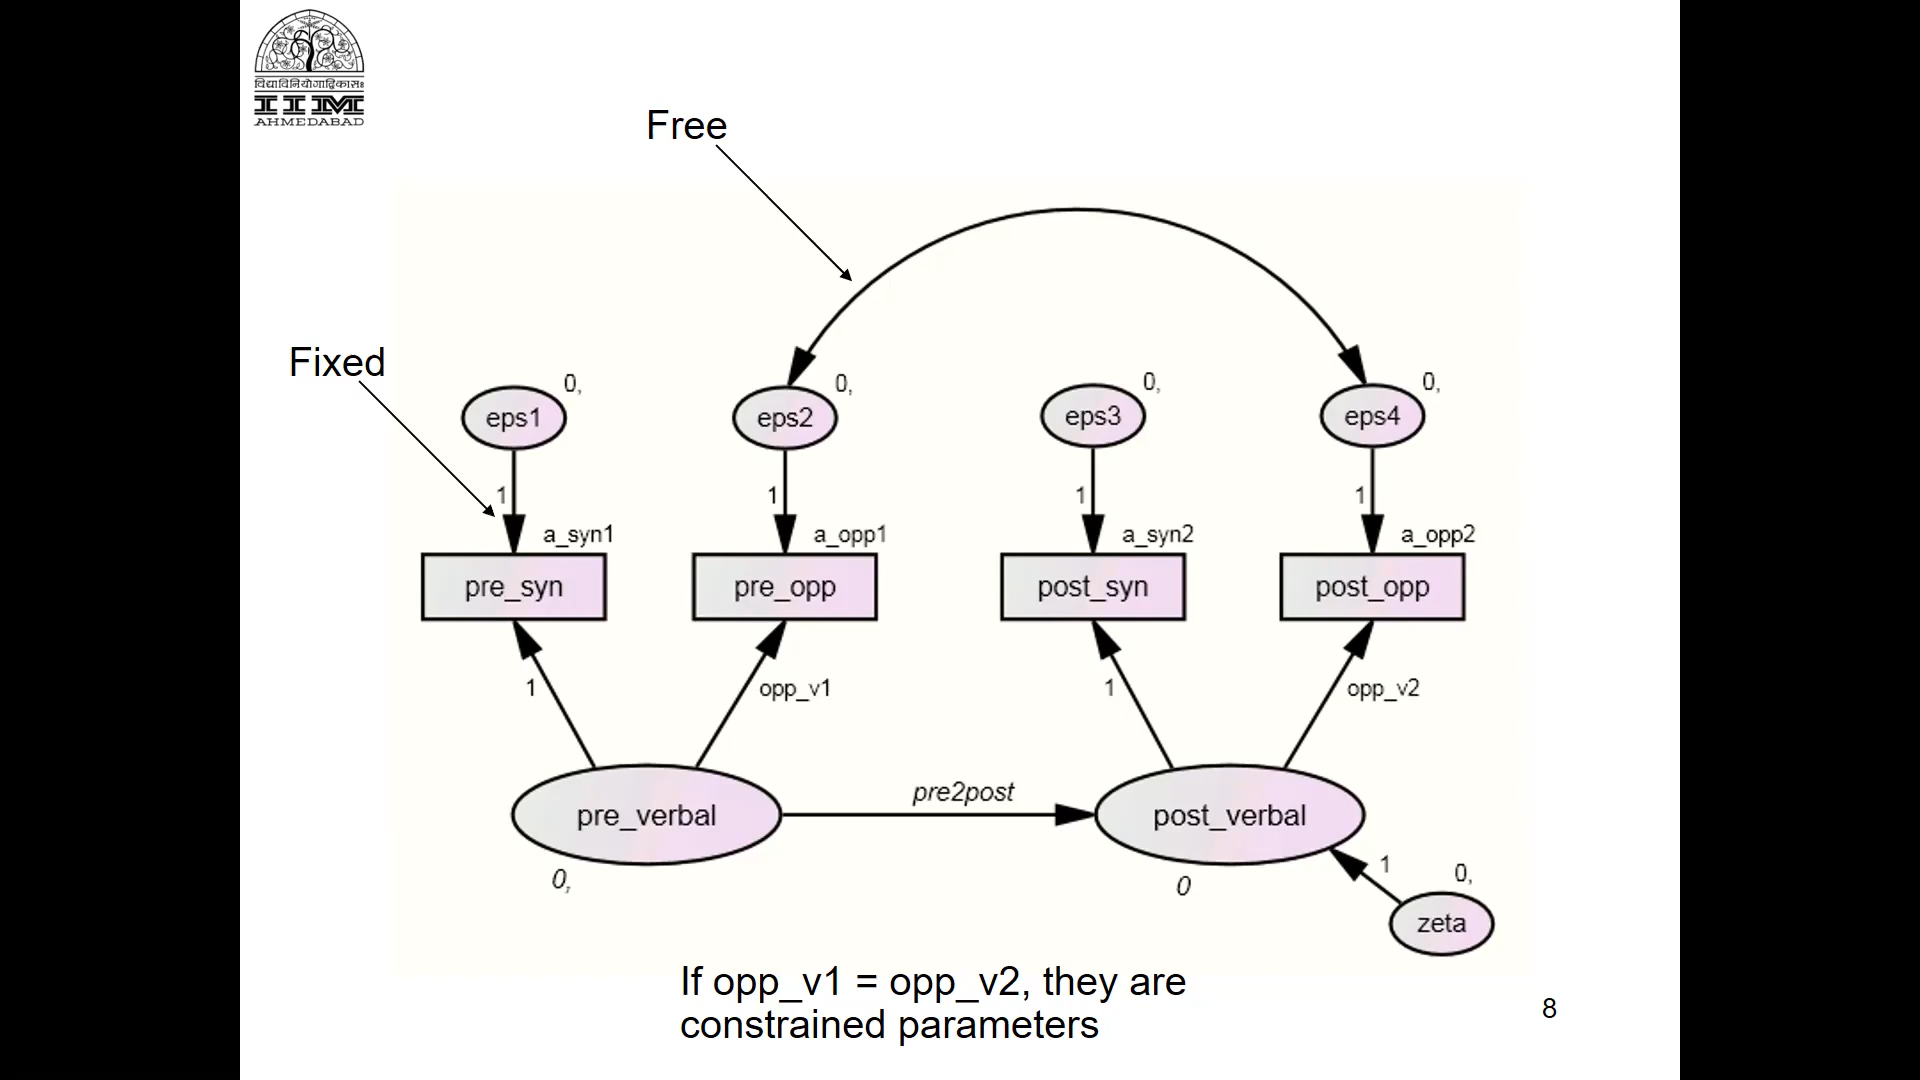 विद्याविनियोगाद्विकासः
IIM
AHMEDABAD
Free
Fixed
0,
0,
0,
0,
eps1
eps2
eps3
eps4
1
1
1
1
a_syn1
a_opp1
a_syn2
a_opp2
pre_syn
pre_opp
post_syn
post_opp
1
opp_v1
1
opp_v2
pre2post
pre_verbal
post_verbal
0,
0
1
0,
zeta
If opp_v1 = opp_v2, they are
constrained parameters
8